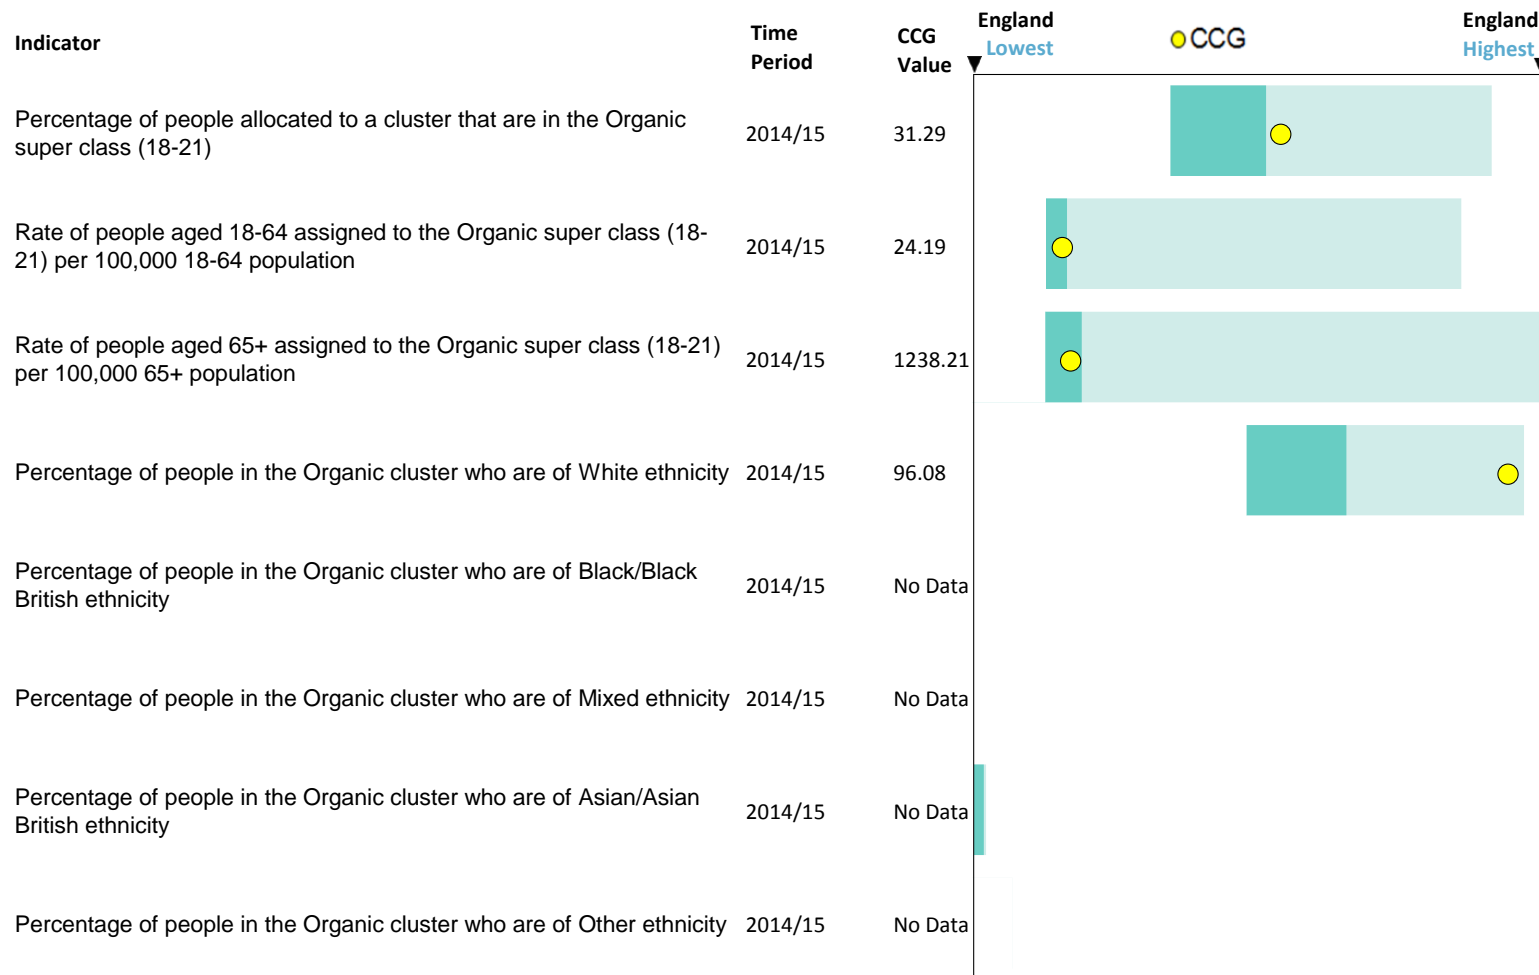 Indicator
Time
Period
CCG
Value
England
Lowest
CCG
England
Highest
Percentage of people allocated to a cluster that are in the Organic
super class (18-21)
2014/15
31.29
Rate of people aged 18-64 assigned to the Organic super class (18-
21) per 100,000 18-64 population
2014/15
24.19
Rate of people aged 65+ assigned to the Organic super class (18-21)
per 100,000 65+ population
2014/15
1238.21
Percentage of people in the Organic cluster who are of White ethnicity
2014/15
96.08
Percentage of people in the Organic cluster who are of Black/Black
British ethnicity
2014/15
No Data
Percentage of people in the Organic cluster who are of Mixed ethnicity
2014/15
No Data
Percentage of people in the Organic cluster who are of Asian/Asian
British ethnicity
2014/15
No Data
Percentage of people in the Organic cluster who are of Other ethnicity
2014/15
No Data